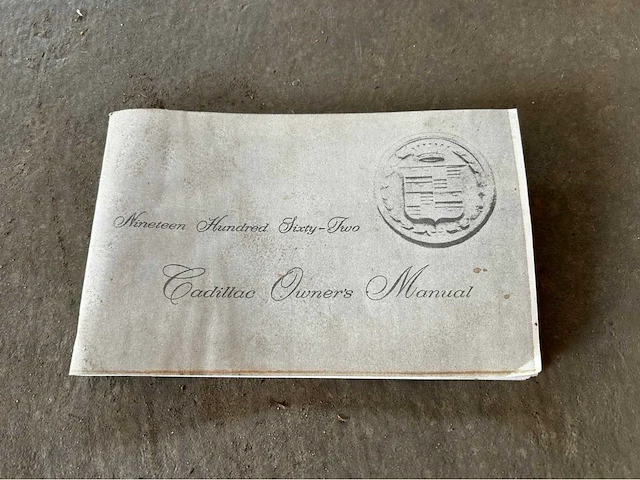 Nineteen Hundred Sixty-Two
Cadillac Owner's Manual